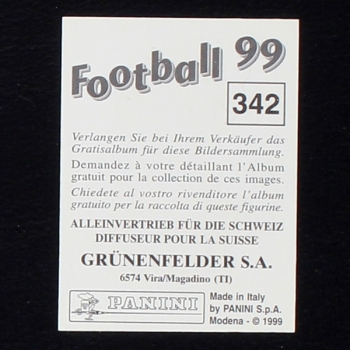 Football 99
342
Verlangen Sie bei Ihrem Verkäufer das
Gratisalbum für diese Bildersammlung.
Demandez à votre détaillant l'Album
gratuit pour la collection de ces images.
Chiedete al vostro rivenditore l'album
gratuito per la raccolta di queste figurine.
ALLEINVERTRIEB FÜR DIE SCHWEIZ
DIFFUSEUR POUR LA SUISSE
GRÜNENFELDER S.A.
6574 Vira/Magadino (TI)
PANINI
Made in Italy
by PANINI S.p.A.
Modena - © 1999